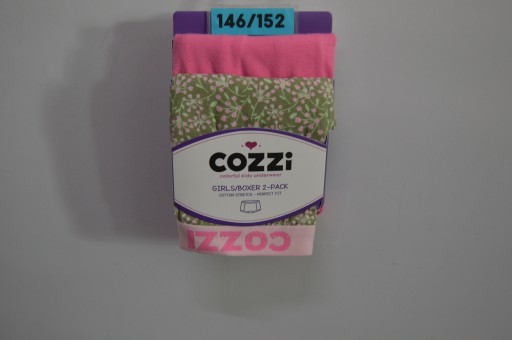 146/152
COZZi
colorful kids underwear
GIRLS/BOXER 2-PACK
COTTON STRETCH - PERFECT FIT
COZZI